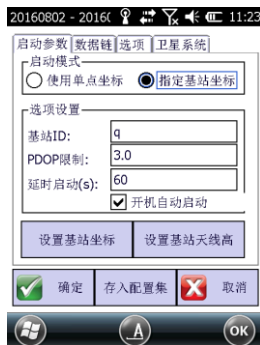 20160802 - 2016( 11:23
启动参数 数据链 选项 卫星系统
启动模式
使用单点坐标 指定基站坐标
选项设置
基站ID: q
PDOP限制: 3.0
延时启动(s): 60
开机自动启动
设置基站坐标 设置基站天线高
确定 存入配置集 取消
A ok